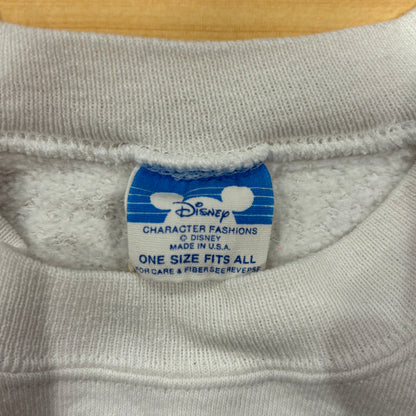 Disney
CHARACTER FASHIONS
© DISNEY
MADE IN U.S.A.
ONE SIZE FITS ALL
FOR CARE & FIBER SEE REVERSE